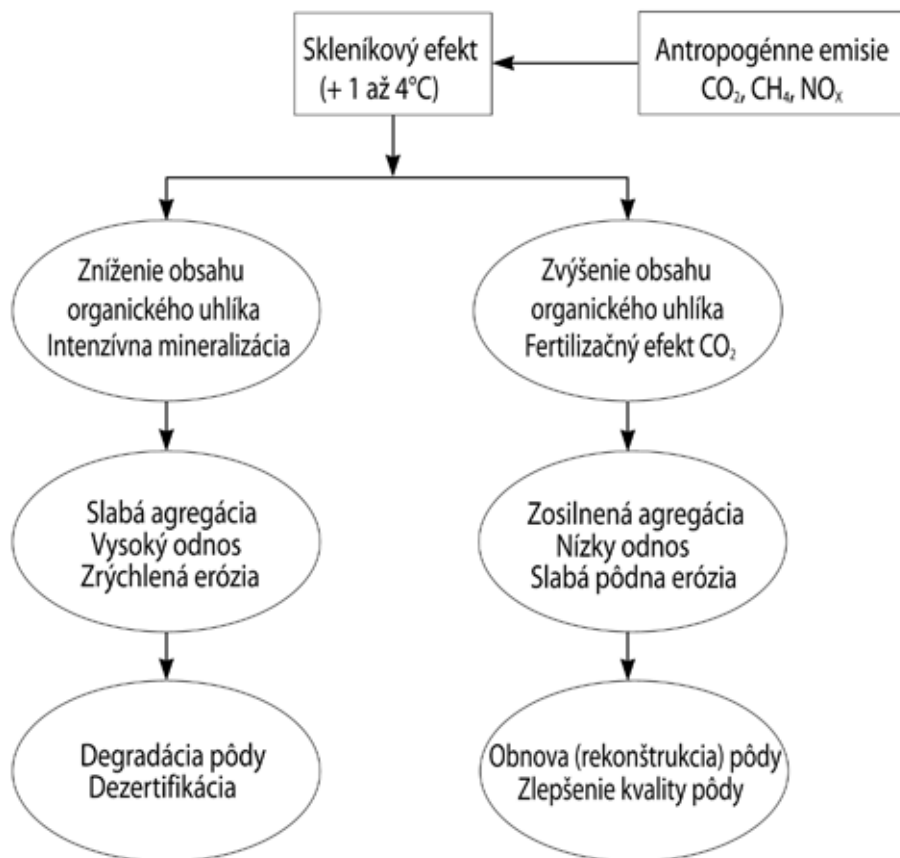 Skleníkový efekt
(+ 1 až 4°C)
Antropogénne emisie
CO₂, CH₄, NOₓ
Zníženie obsahu
organického uhlíka
Intenzívna mineralizácia
Zvýšenie obsahu
organického uhlíka
Fertilizačný efekt CO₂
Slabá agregácia
Vysoký odnos
Zrýchlená erózia
Zosilnená agregácia
Nízky odnos
Slabá pôdna erózia
Degradácia pôdy
Dezertifikácia
Obnova (rekonštrukcia) pôdy
Zlepšenie kvality pôdy